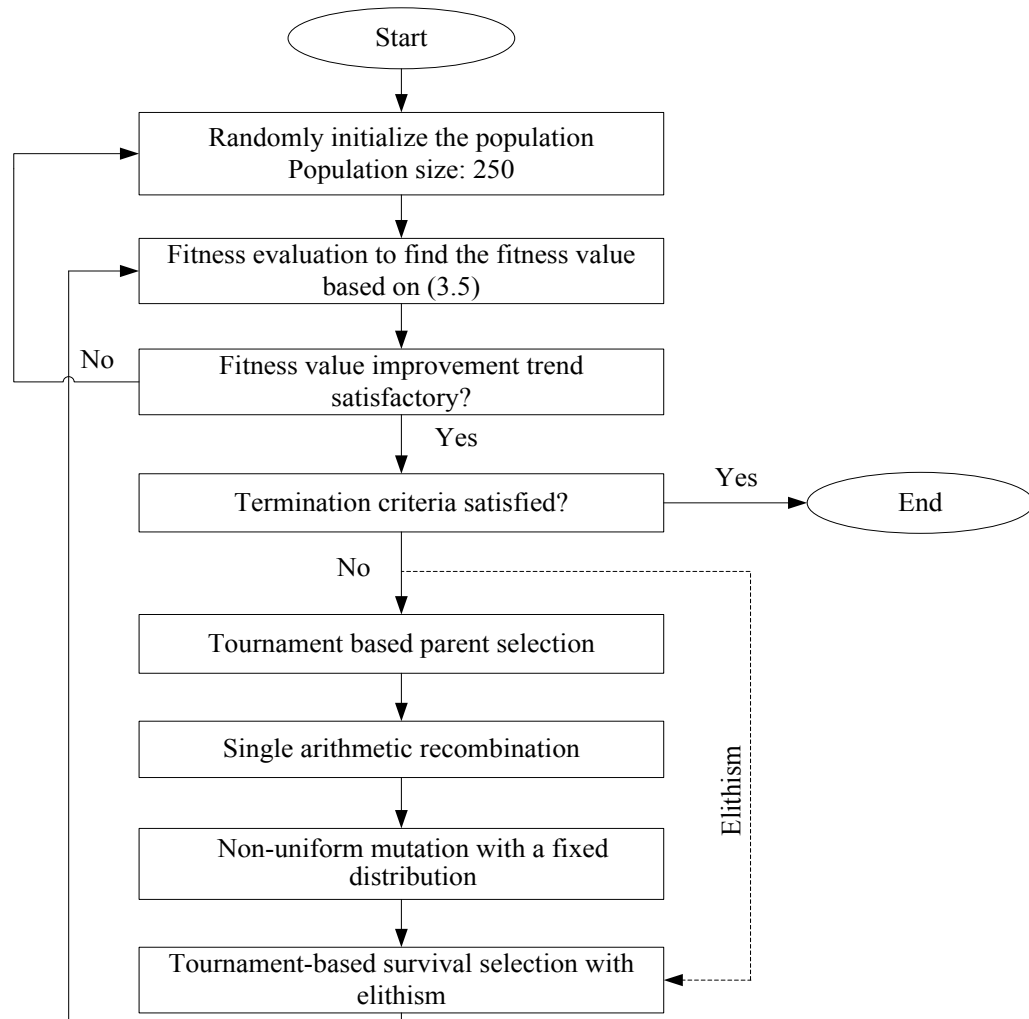 Start
Randomly initialize the population
Population size: 250
Fitness evaluation to find the fitness value
based on (3.5)
No
Fitness value improvement trend
satisfactory?
Yes
Termination criteria satisfied?
Yes
End
No
Tournament based parent selection
Single arithmetic recombination
Elithism
Non-uniform mutation with a fixed
distribution
Tournament-based survival selection with
elithism